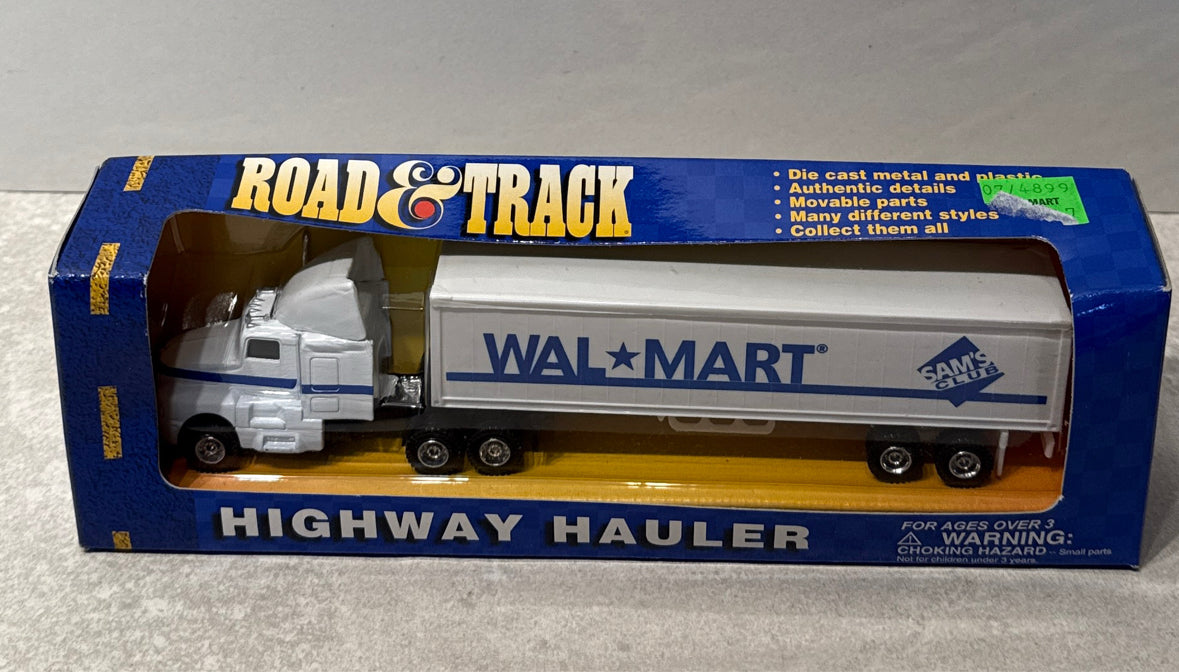 ROAD & TRACK
• Die cast metal and plastic
• Authentic details
• Movable parts
• Many different styles
• Collect them all
MART
7
WAL★MART®
SAM'S
CLUB
HIGHWAY HAULER
FOR AGES OVER 3
⚠ WARNING:
CHOKING HAZARD -- Small parts
Not for children under 3 years.